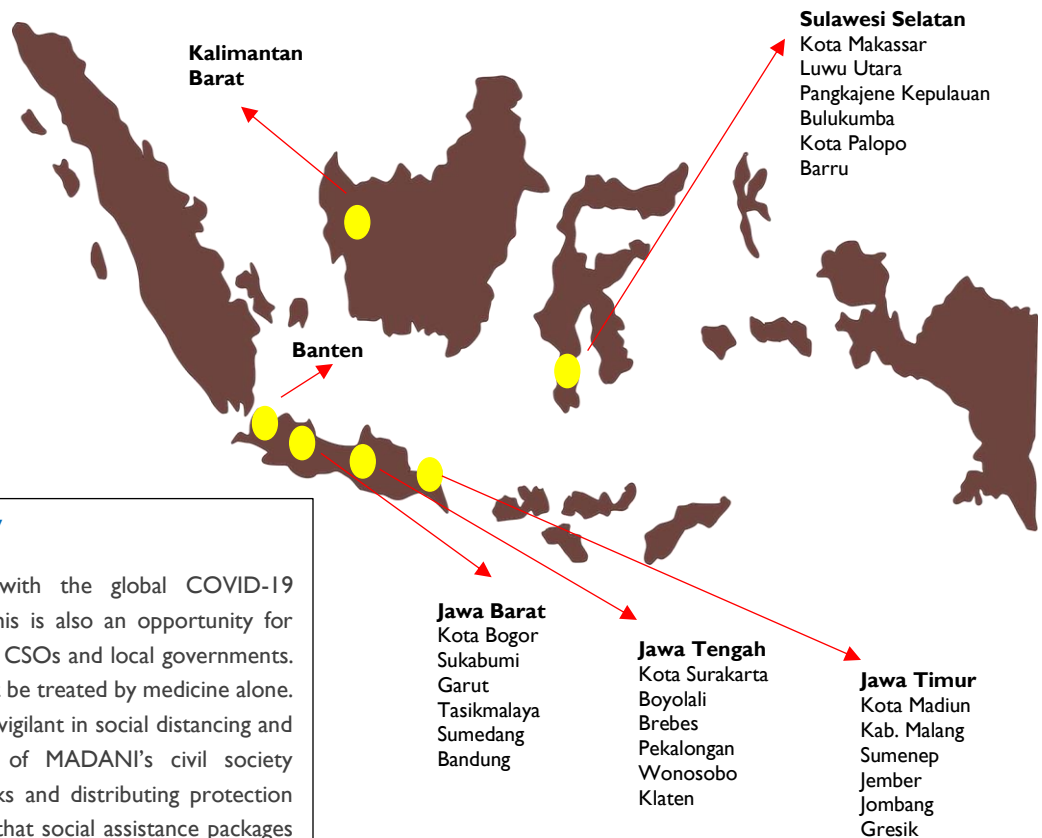 Sulawesi Selatan
Kota Makassar
Luwu Utara
Pangkajene Kepulauan
Bulukumba
Kota Palopo
Barru
Kalimantan
Barat
Banten
with the global COVID-19
his is also an opportunity for
CSOs and local governments.
be treated by medicine alone.
vigilant in social distancing and
of MADANI’s civil society
ks and distributing protection
that social assistance packages
Jawa Barat
Kota Bogor
Sukabumi
Garut
Tasikmalaya
Sumedang
Bandung
Jawa Tengah
Kota Surakarta
Boyolali
Brebes
Pekalongan
Wonosobo
Klaten
Jawa Timur
Kota Madiun
Kab. Malang
Sumenep
Jember
Jombang
Gresik